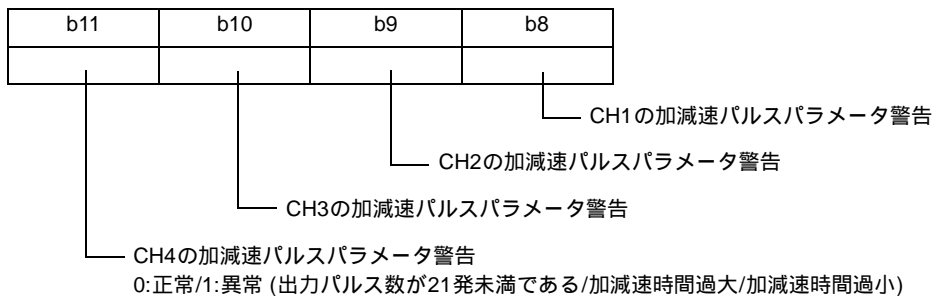 b11 b10 b9 b8
CH1の加減速パルスパラメータ警告
CH2の加減速パルスパラメータ警告
CH3の加減速パルスパラメータ警告
CH4の加減速パルスパラメータ警告
0:正常/1:異常 (出力パルス数が21発未満である/加減速時間過大/加減速時間過小)